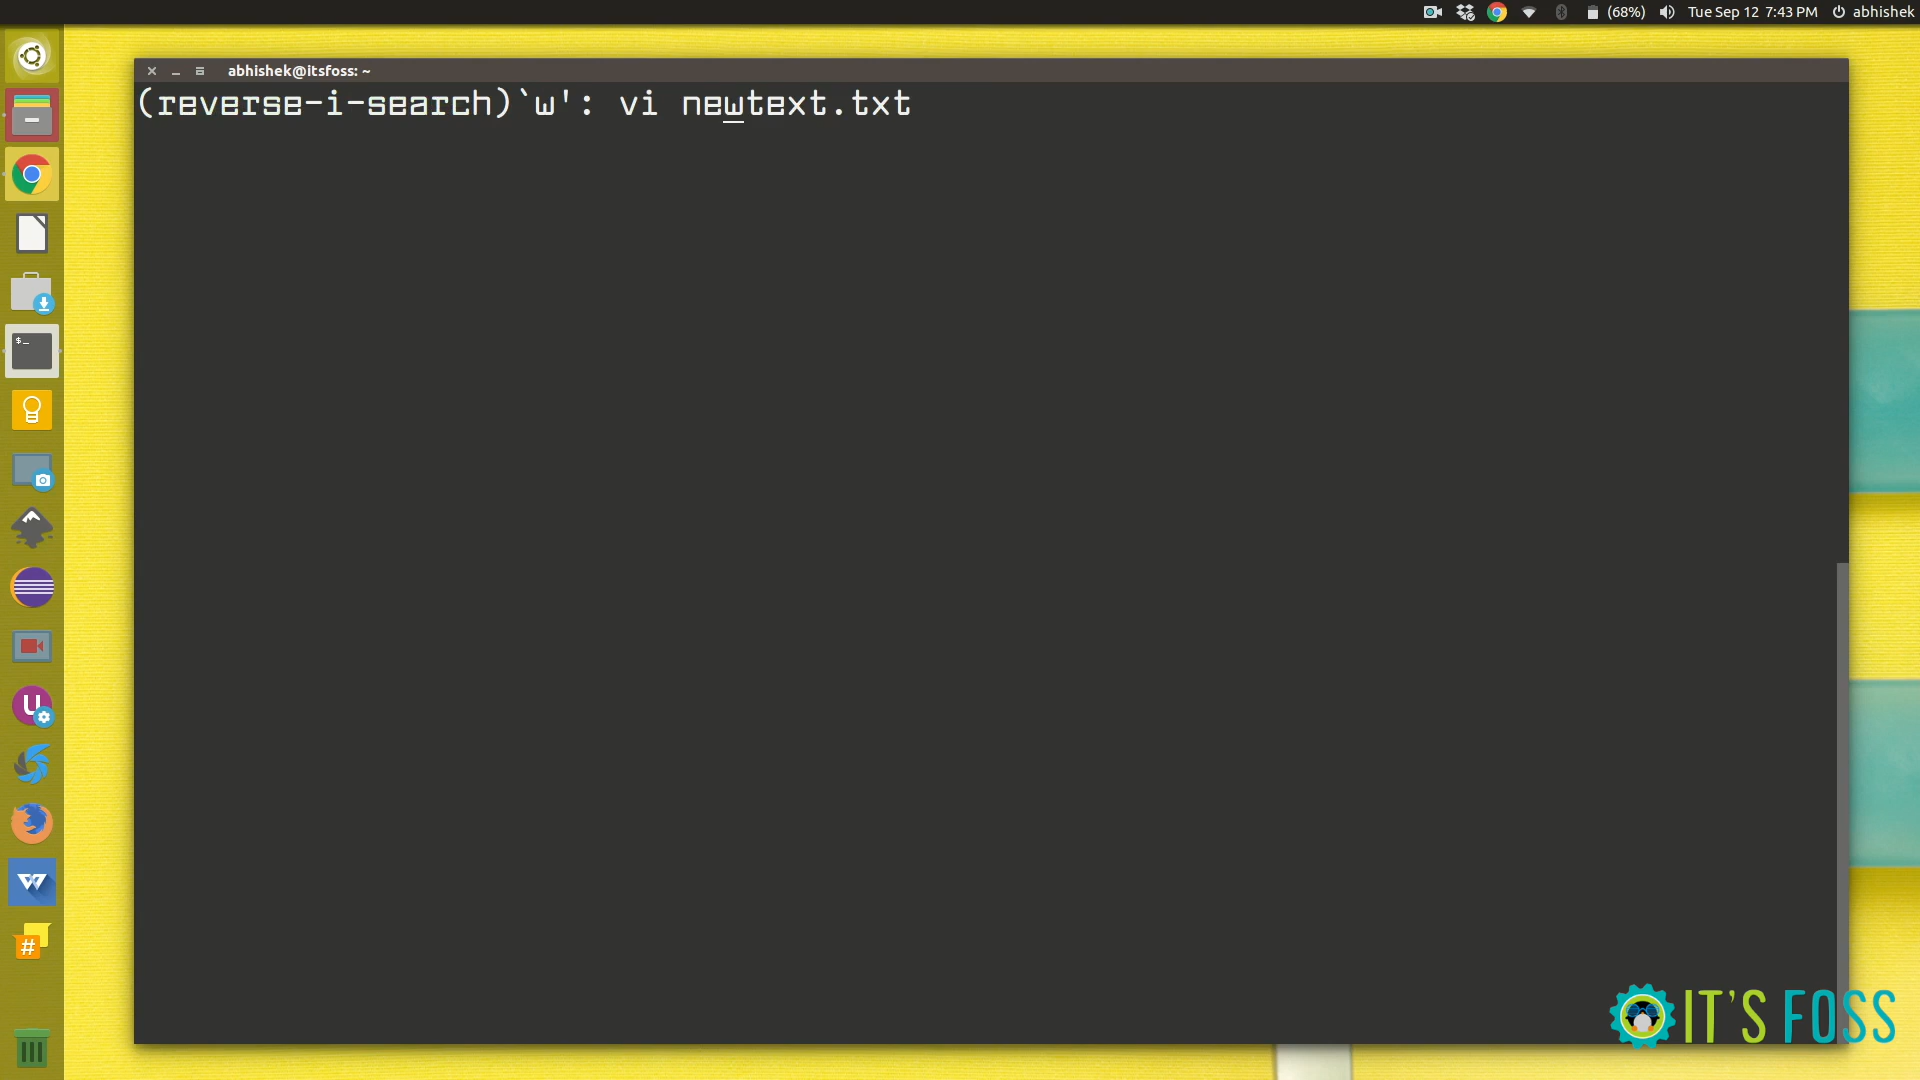 (68%) Tue Sep 12 7:43 PM abhishek
abhishek@itsfoss: ~
(reverse-i-search)`w': vi newtext.txt
$_
U
W
#
IT'S FOSS